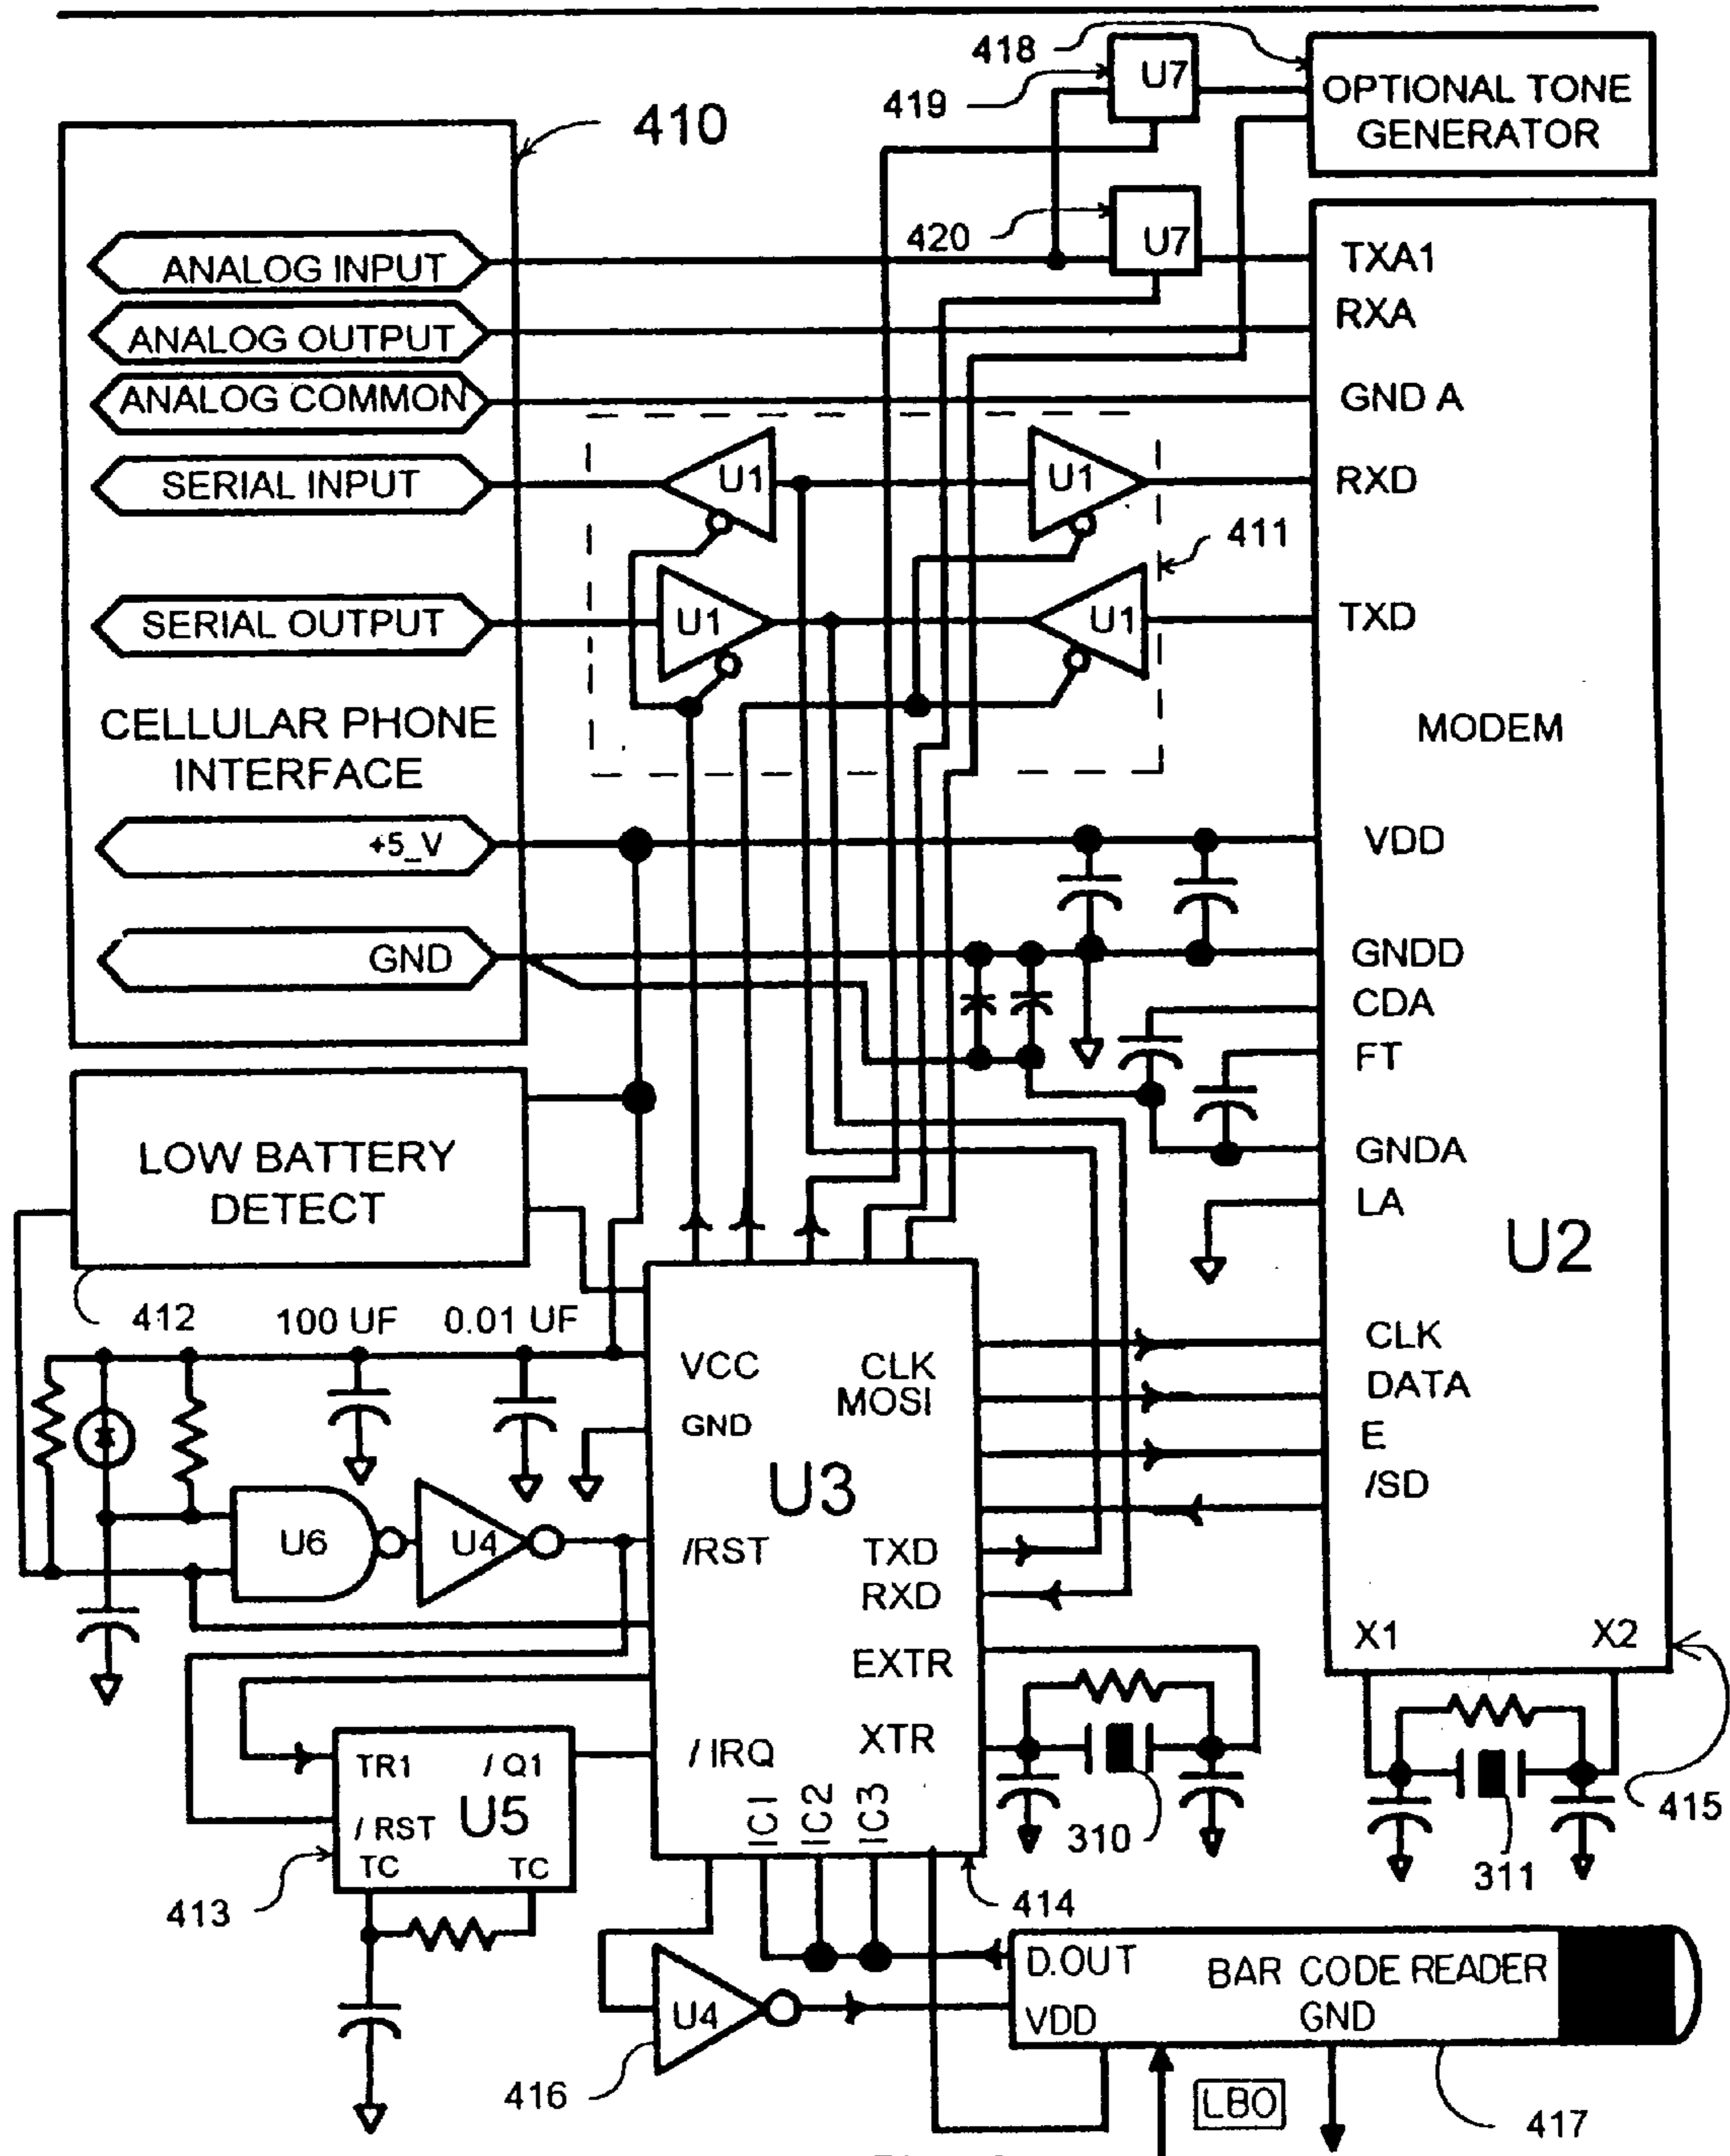 418
419
U7
OPTIONAL TONE
GENERATOR
410
420
U7
ANALOG INPUT
TXA1
ANALOG OUTPUT
RXA
ANALOG COMMON
GND A
SERIAL INPUT
U1
U1
RXD
411
SERIAL OUTPUT
U1
U1
TXD
CELLULAR PHONE
INTERFACE
MODEM
+5_V
VDD
GND
GNDD
CDA
FT
LOW BATTERY
DETECT
GNDA
LA
U2
412
100 UF
0.01 UF
VCC
CLK
MOSI
GND
U3
CLK
DATA
E
/SD
U6
U4
/RST
TXD
RXD
X1
X2
EXTR
/ IRQ
XTR
TR1
/ Q1
U5
/ RST
TC
TC
IC1
IC2
IC3
310
311
415
413
414
U4
D.OUT
BAR CODE READER
VDD
GND
416
LBO
417